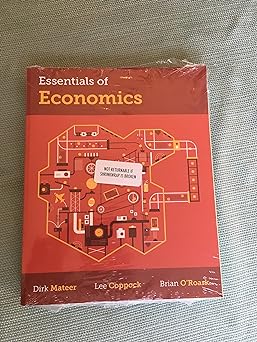 Essentials of
Economics
NOT RETURNABLE IF
SHRINKWRAP IS BROKEN
Dirk Mateer Lee Coppock Brian O'Roark